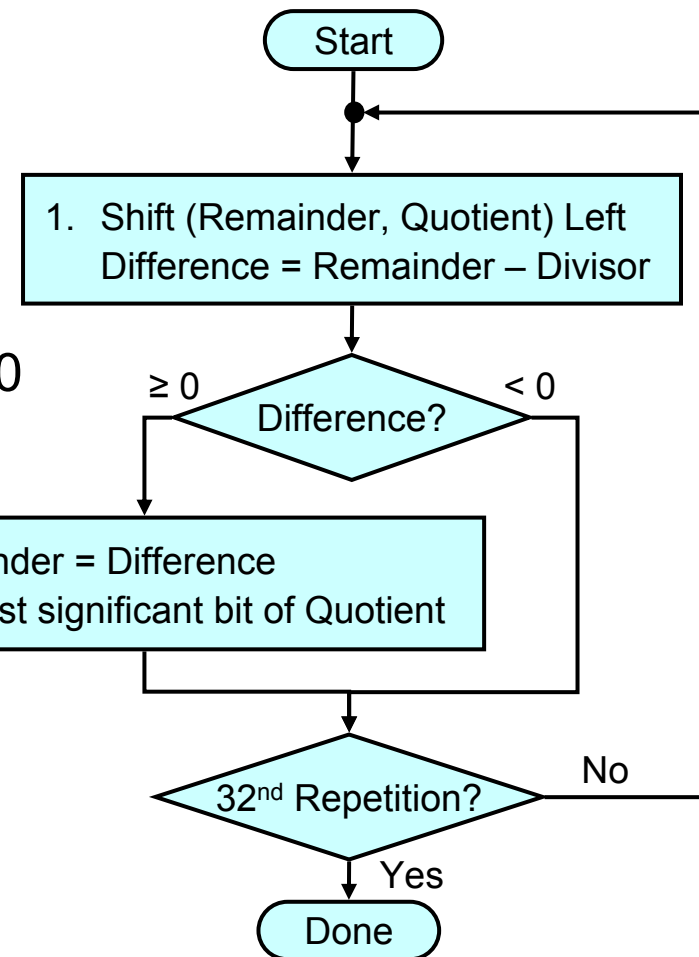 Start
1. Shift (Remainder, Quotient) Left
Difference = Remainder – Divisor
0
≥ 0
< 0
Difference?
nder = Difference
st significant bit of Quotient
32nd Repetition?
No
Yes
Done